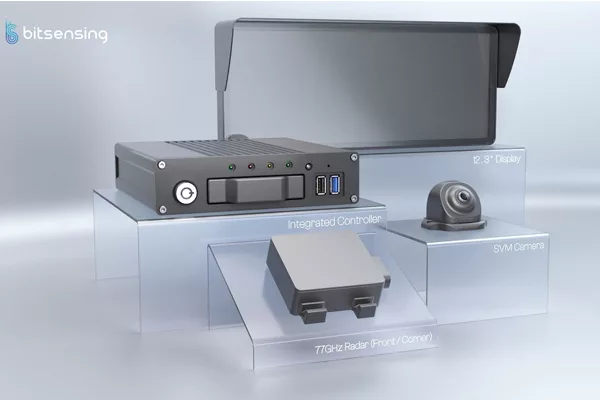 bitsensing
12.3" Display
Integrated Controller
SVM Camera
77GHz Radar (Front / Corner)